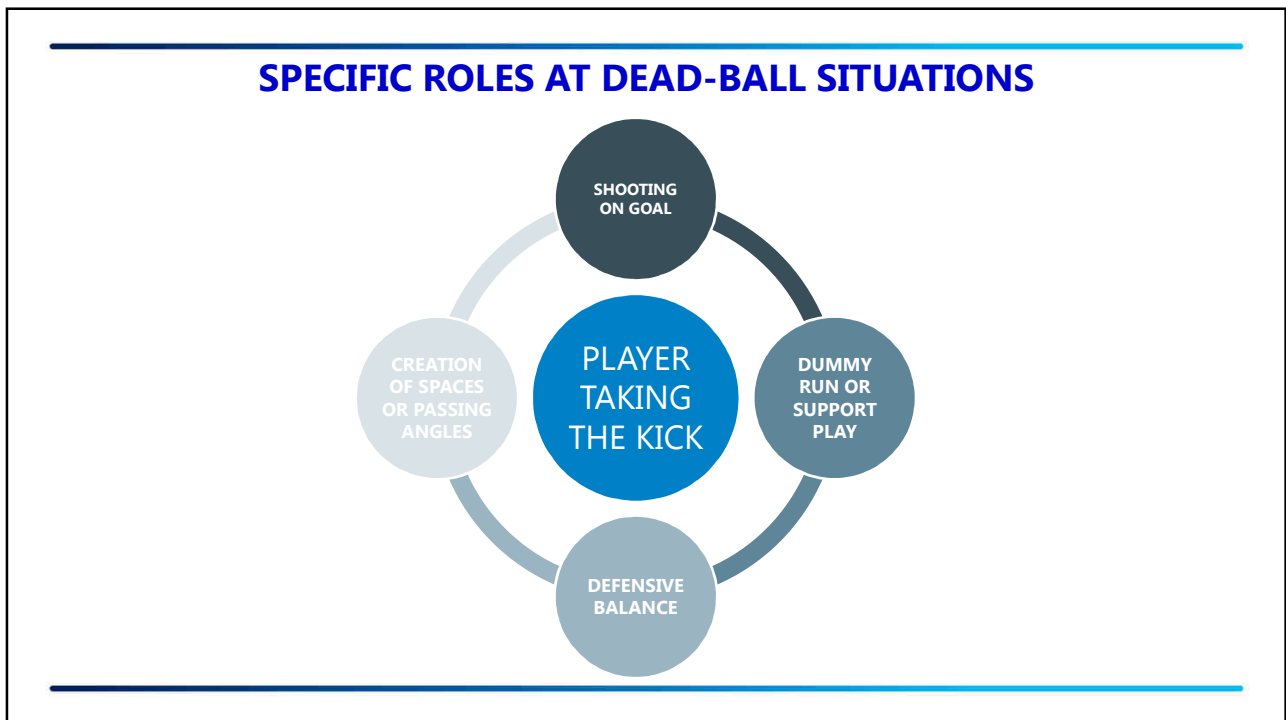 SPECIFIC ROLES AT DEAD-BALL SITUATIONS
SHOOTING
ON GOAL
CREATION
OF SPACES
OR PASSING
ANGLES
PLAYER
TAKING
THE KICK
DUMMY
RUN OR
SUPPORT
PLAY
DEFENSIVE
BALANCE